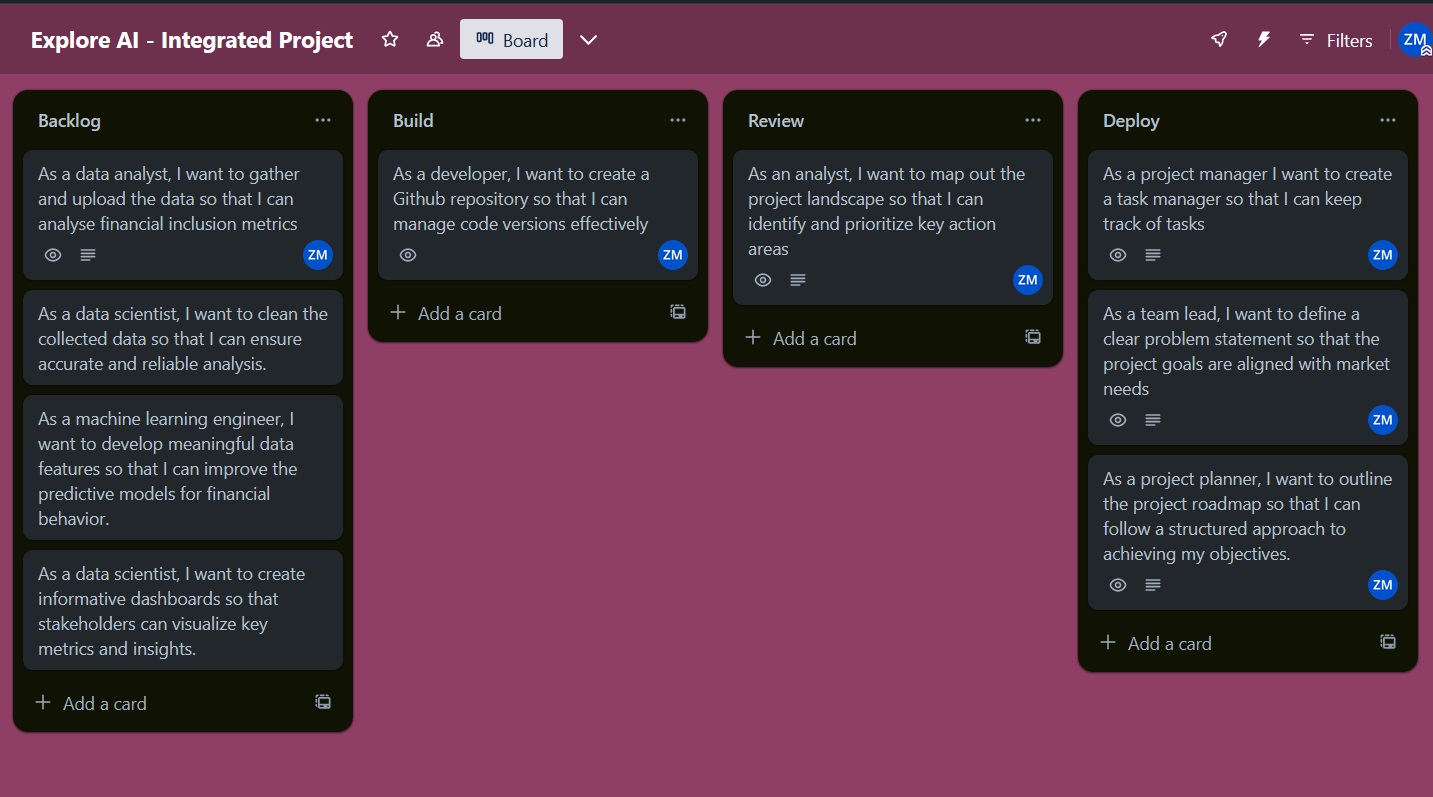 Explore AI - Integrated Project
Board
Filters
ZM
Backlog
As a data analyst, I want to gather
and upload the data so that I can
analyse financial inclusion metrics
ZM
As a data scientist, I want to clean the
collected data so that I can ensure
accurate and reliable analysis.
As a machine learning engineer, I
want to develop meaningful data
features so that I can improve the
predictive models for financial
behavior.
As a data scientist, I want to create
informative dashboards so that
stakeholders can visualize key
metrics and insights.
Add a card
Build
As a developer, I want to create a
Github repository so that I can
manage code versions effectively
ZM
Add a card
Review
As an analyst, I want to map out the
project landscape so that I can
identify and prioritize key action
areas
ZM
Add a card
Deploy
As a project manager I want to create
a task manager so that I can keep
track of tasks
ZM
As a team lead, I want to define a
clear problem statement so that the
project goals are aligned with market
needs
ZM
As a project planner, I want to outline
the project roadmap so that I can
follow a structured approach to
achieving my objectives.
ZM
Add a card